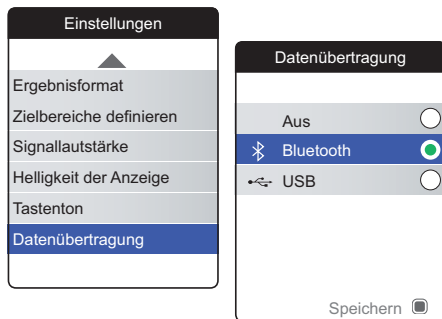 Einstellungen
Ergebnisformat
Zielbereiche definieren
Signallautstärke
Helligkeit der Anzeige
Tastenton
Datenübertragung
Datenübertragung
Aus
Bluetooth
USB
Speichern